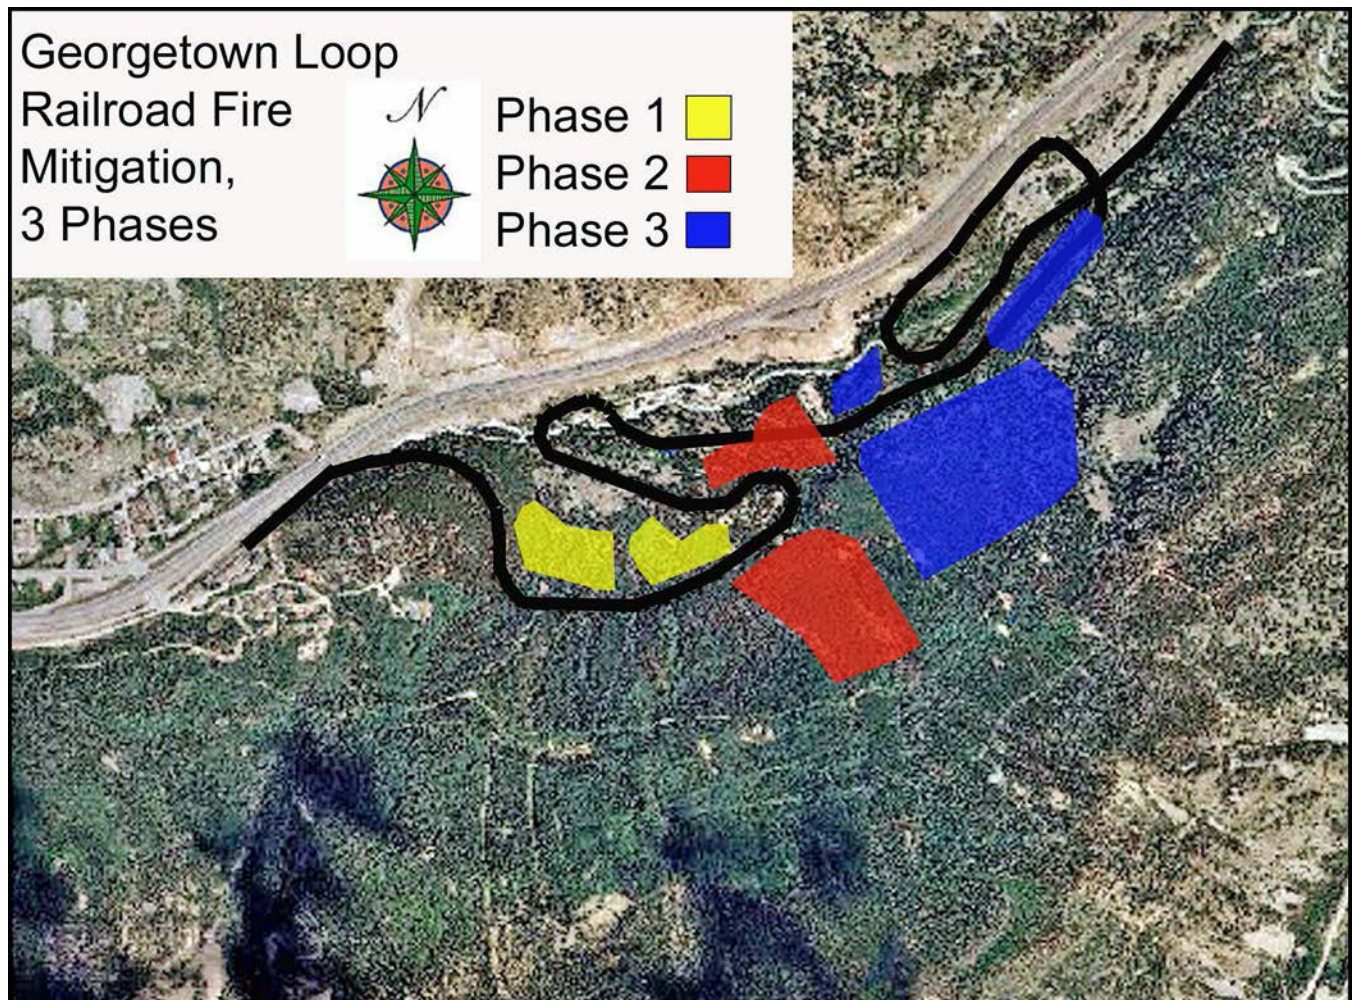 Georgetown Loop
Railroad Fire
Mitigation,
3 Phases
N
Phase 1
Phase 2
Phase 3